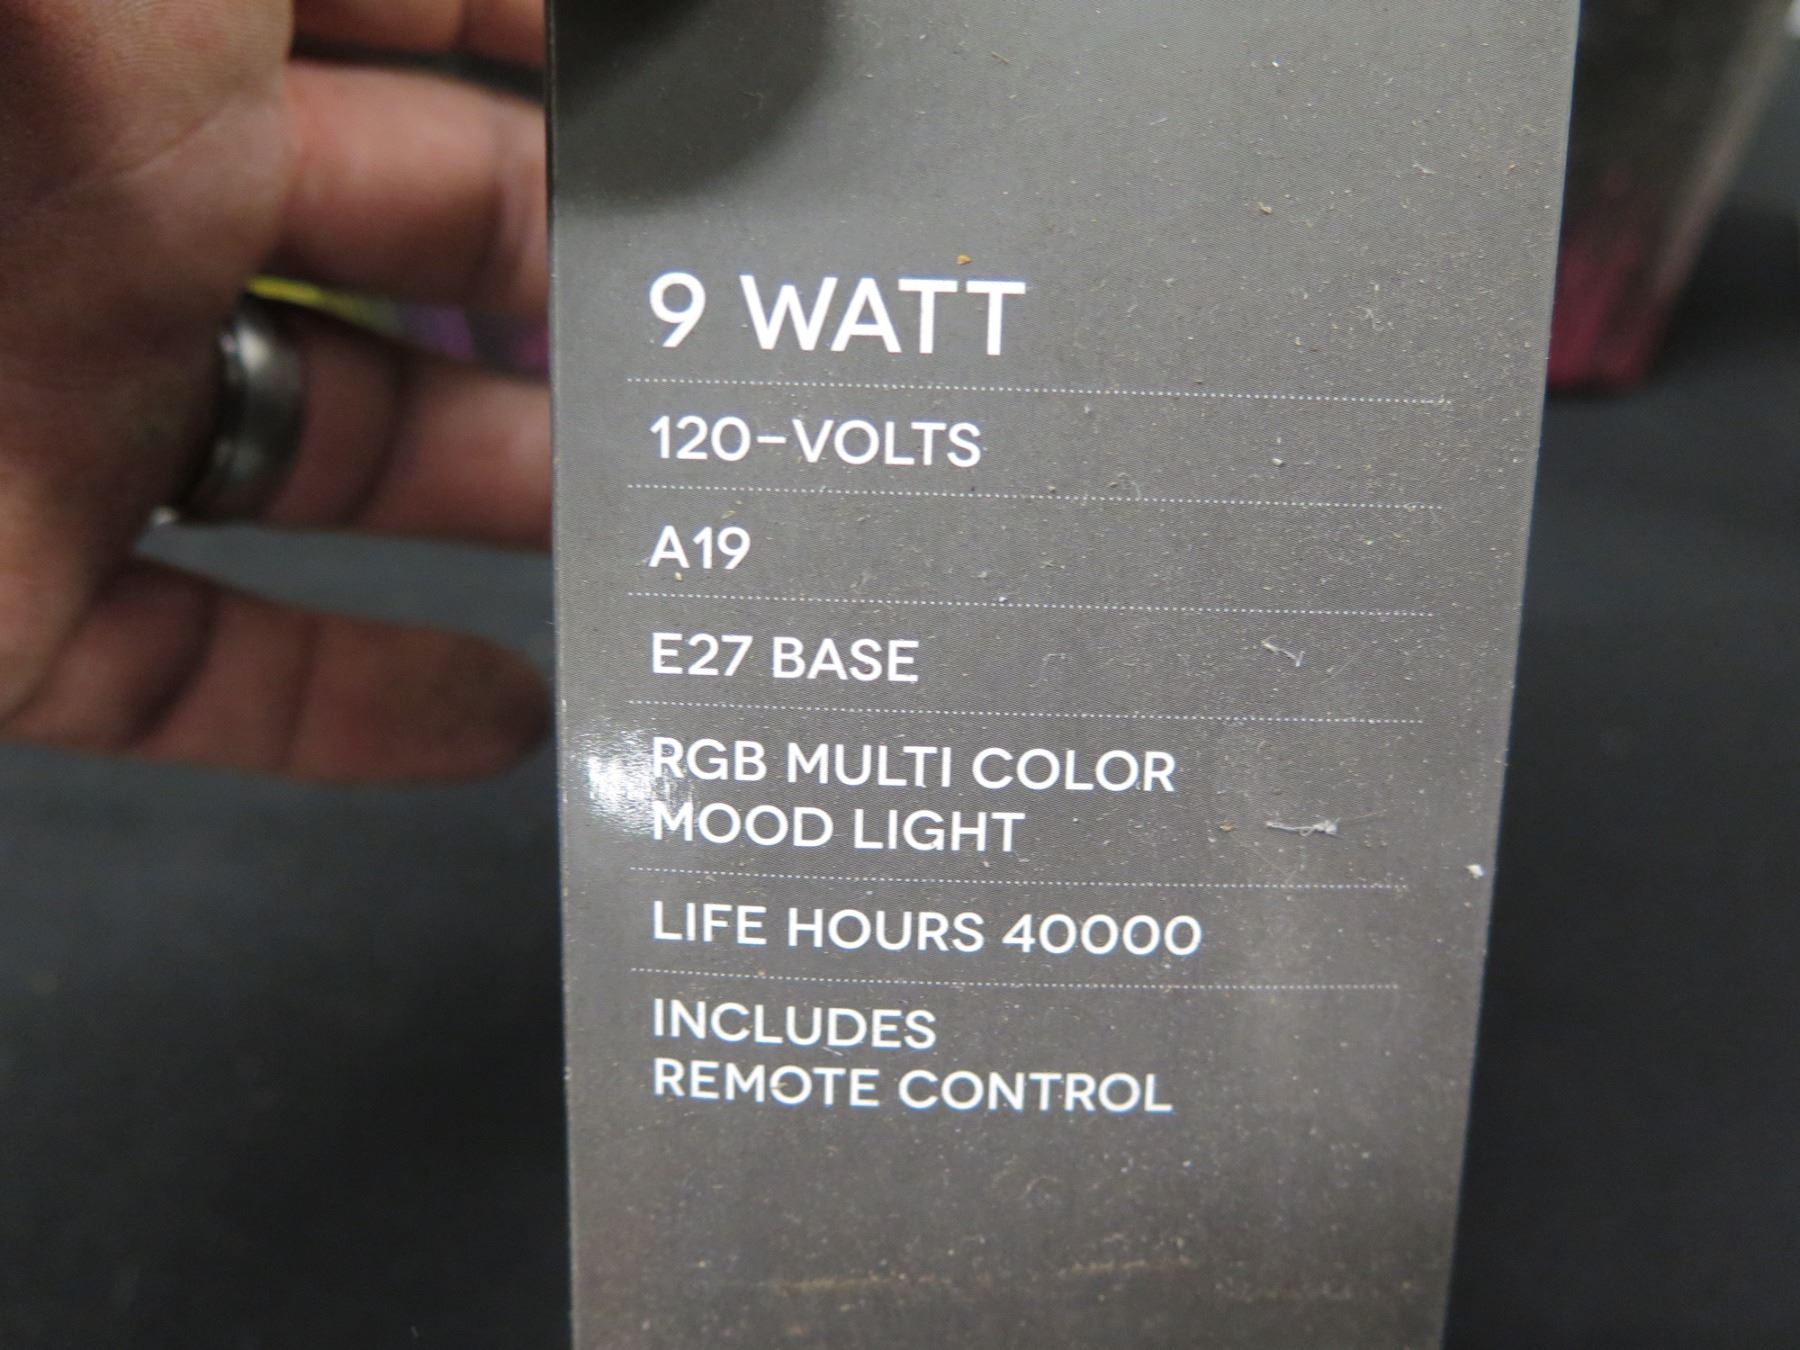 9 WATT
120-VOLTS
A19
E27 BASE
RGB MULTI COLOR
MOOD LIGHT
LIFE HOURS 40000
INCLUDES
REMOTE CONTROL